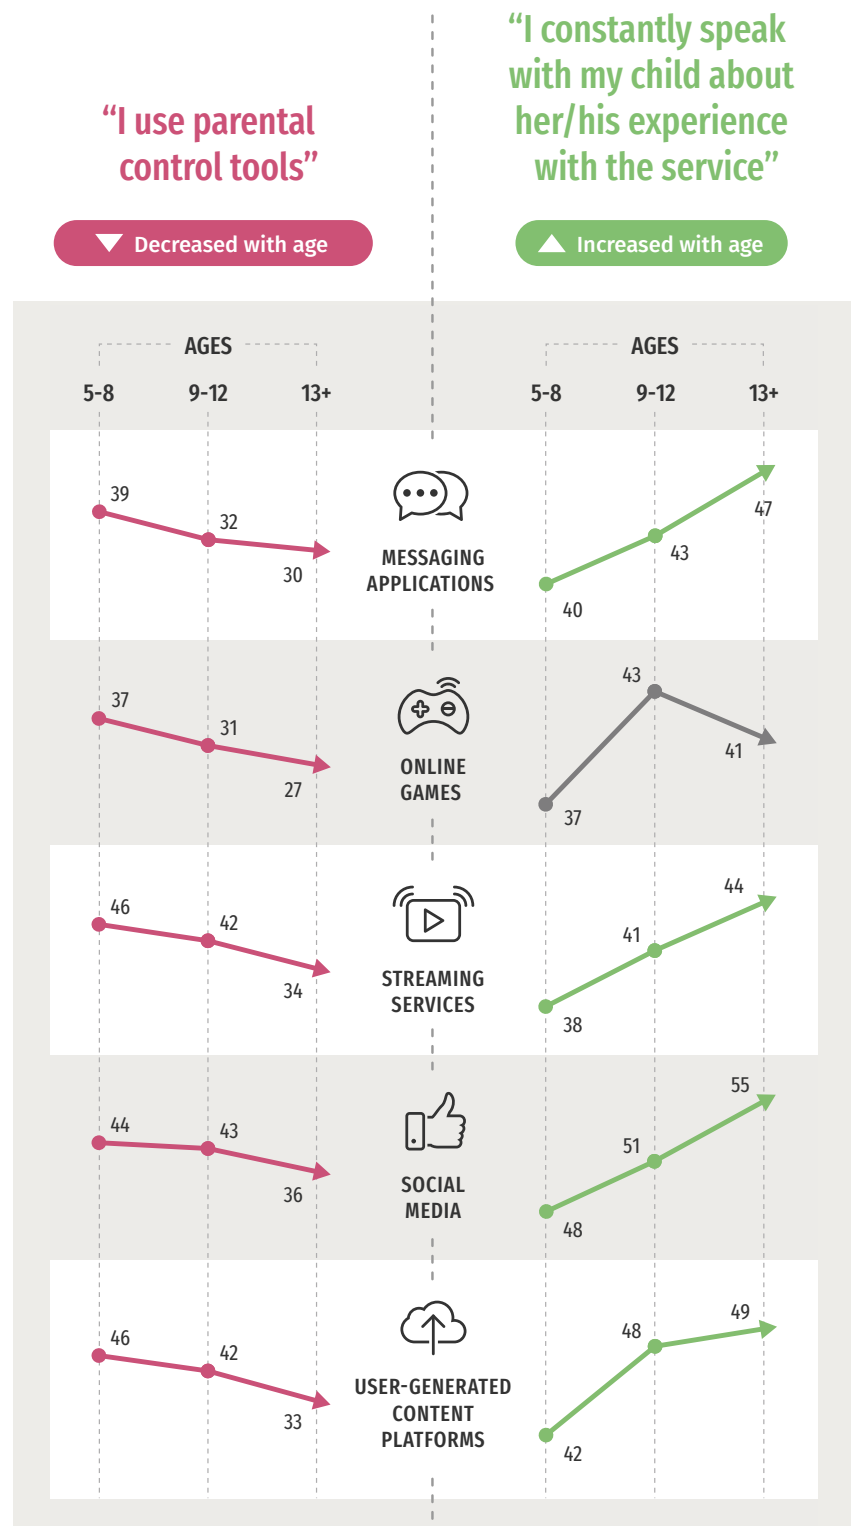 “I use parental
control tools”
Decreased with age
“I constantly speak
with my child about
her/his experience
with the service”
Increased with age
AGES
5-8 9-12 13+
AGES
5-8 9-12 13+
39
32
30
MESSAGING
APPLICATIONS
40
43
47
37
31
27
ONLINE
GAMES
37
43
41
46
42
34
STREAMING
SERVICES
38
41
44
44
43
36
SOCIAL
MEDIA
48
51
55
46
42
33
USER-GENERATED
CONTENT
PLATFORMS
42
48
49